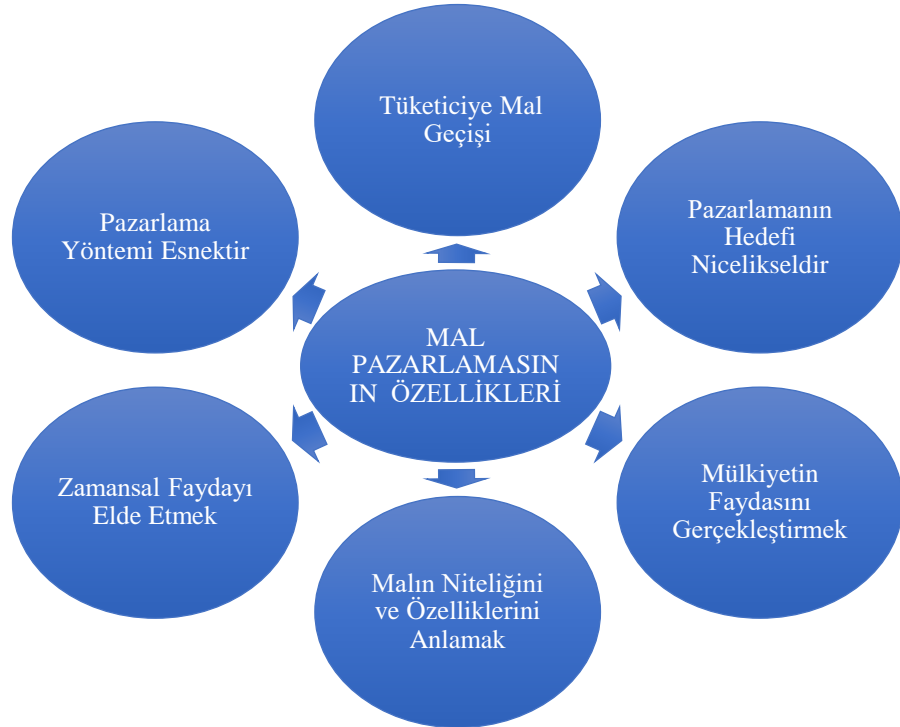 Tüketiciye Mal
Geçişi
Pazarlama
Yöntemi Esnektir
Pazarlamanın
Hedefi
Nicelikseldir
MAL
PAZARLAMASIN
IN ÖZELLİKLERİ
Zamansal Faydayı
Elde Etmek
Mülkiyetin
Faydasını
Gerçekleştirmek
Malın Niteliğini
ve Özelliklerini
Anlamak